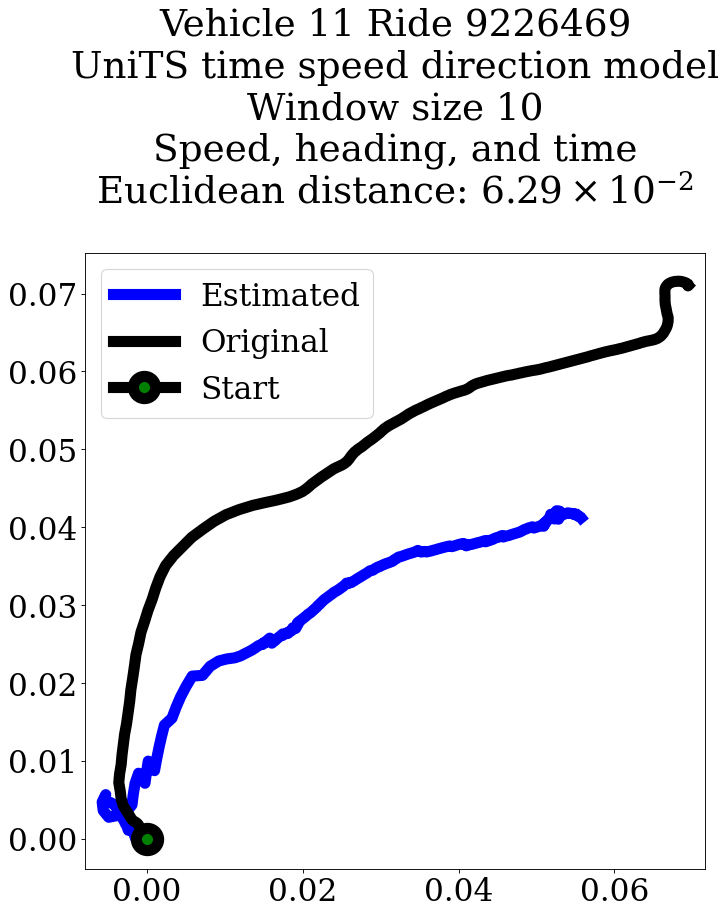 Vehicle 11 Ride 9226469
UniTS time speed direction model
Window size 10
Speed, heading, and time
Euclidean distance: $6.29 \times 10^{-2}$
Estimated
Original
Start
0.07
0.06
0.05
0.04
0.03
0.02
0.01
0.00
0.00 0.02 0.04 0.06